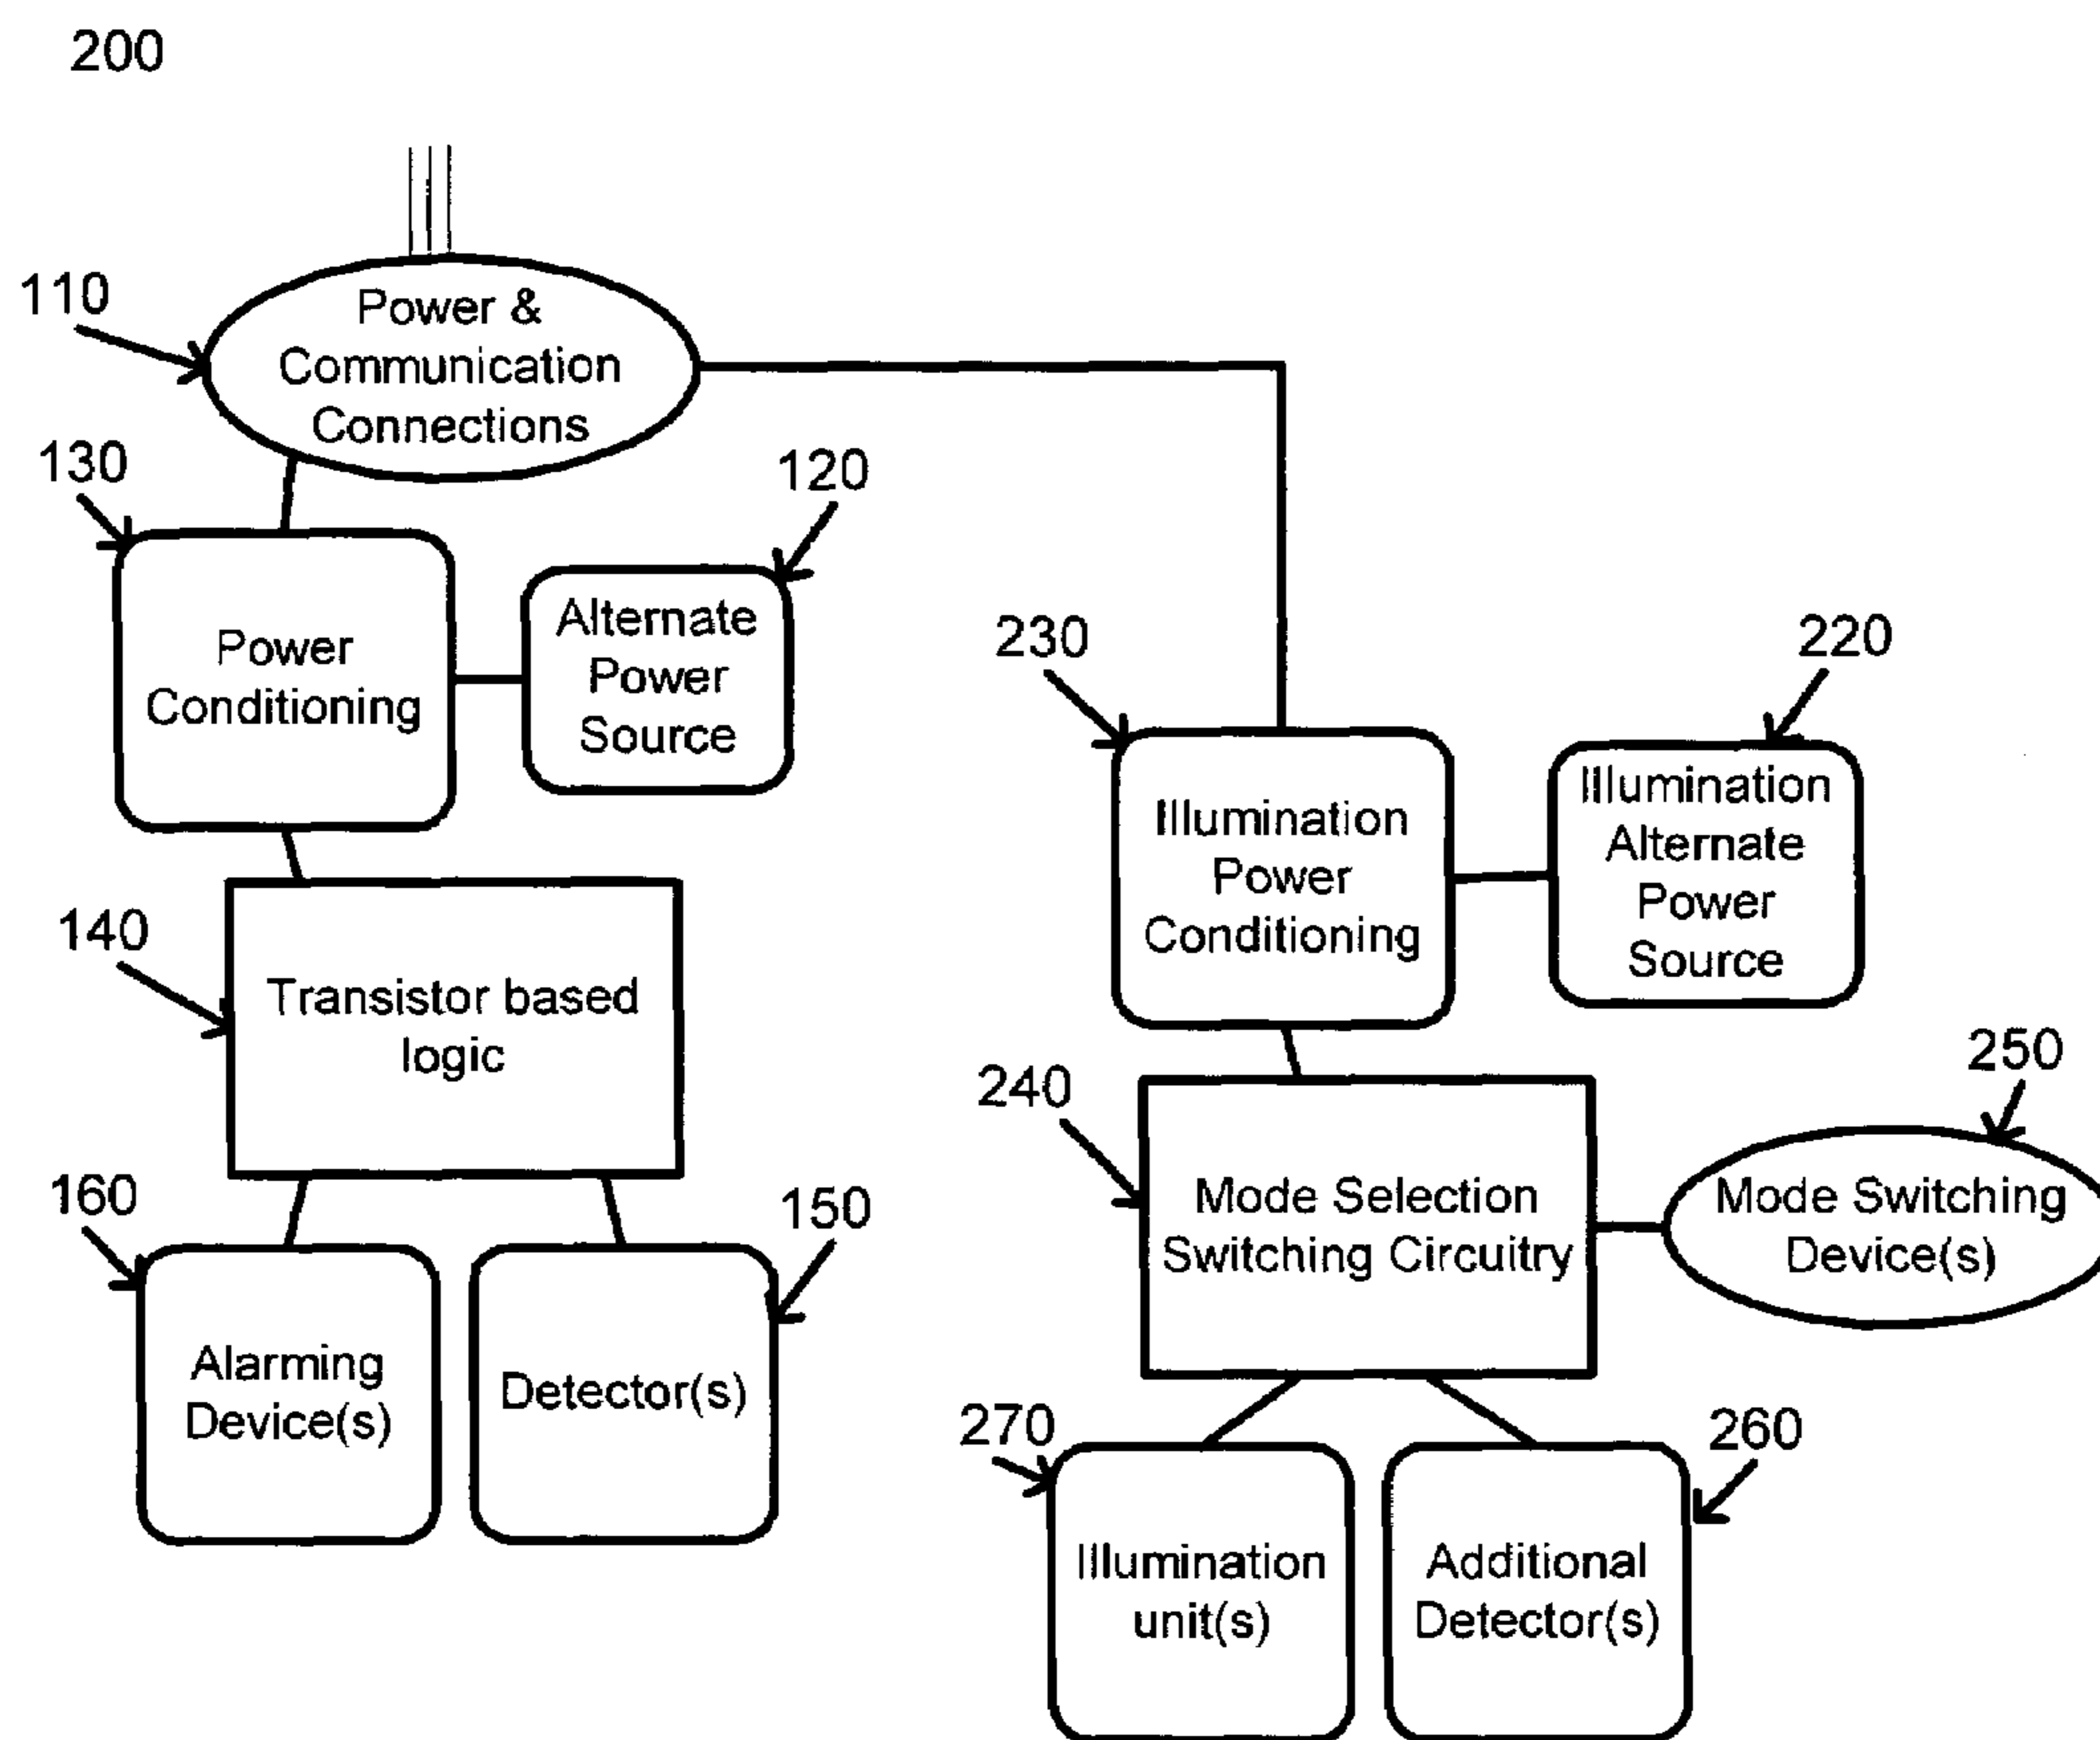 200
110
Power &
Communication
Connections
130
120
Power
Conditioning
Alternate
Power
Source
230
220
Illumination
Power
Conditioning
Illumination
Alternate
Power
Source
140
Transistor based
logic
240
250
Mode Selection
Switching Circuitry
Mode Switching
Device(s)
160
150
Alarming
Device(s)
Detector(s)
270
260
Illumination
unit(s)
Additional
Detector(s)